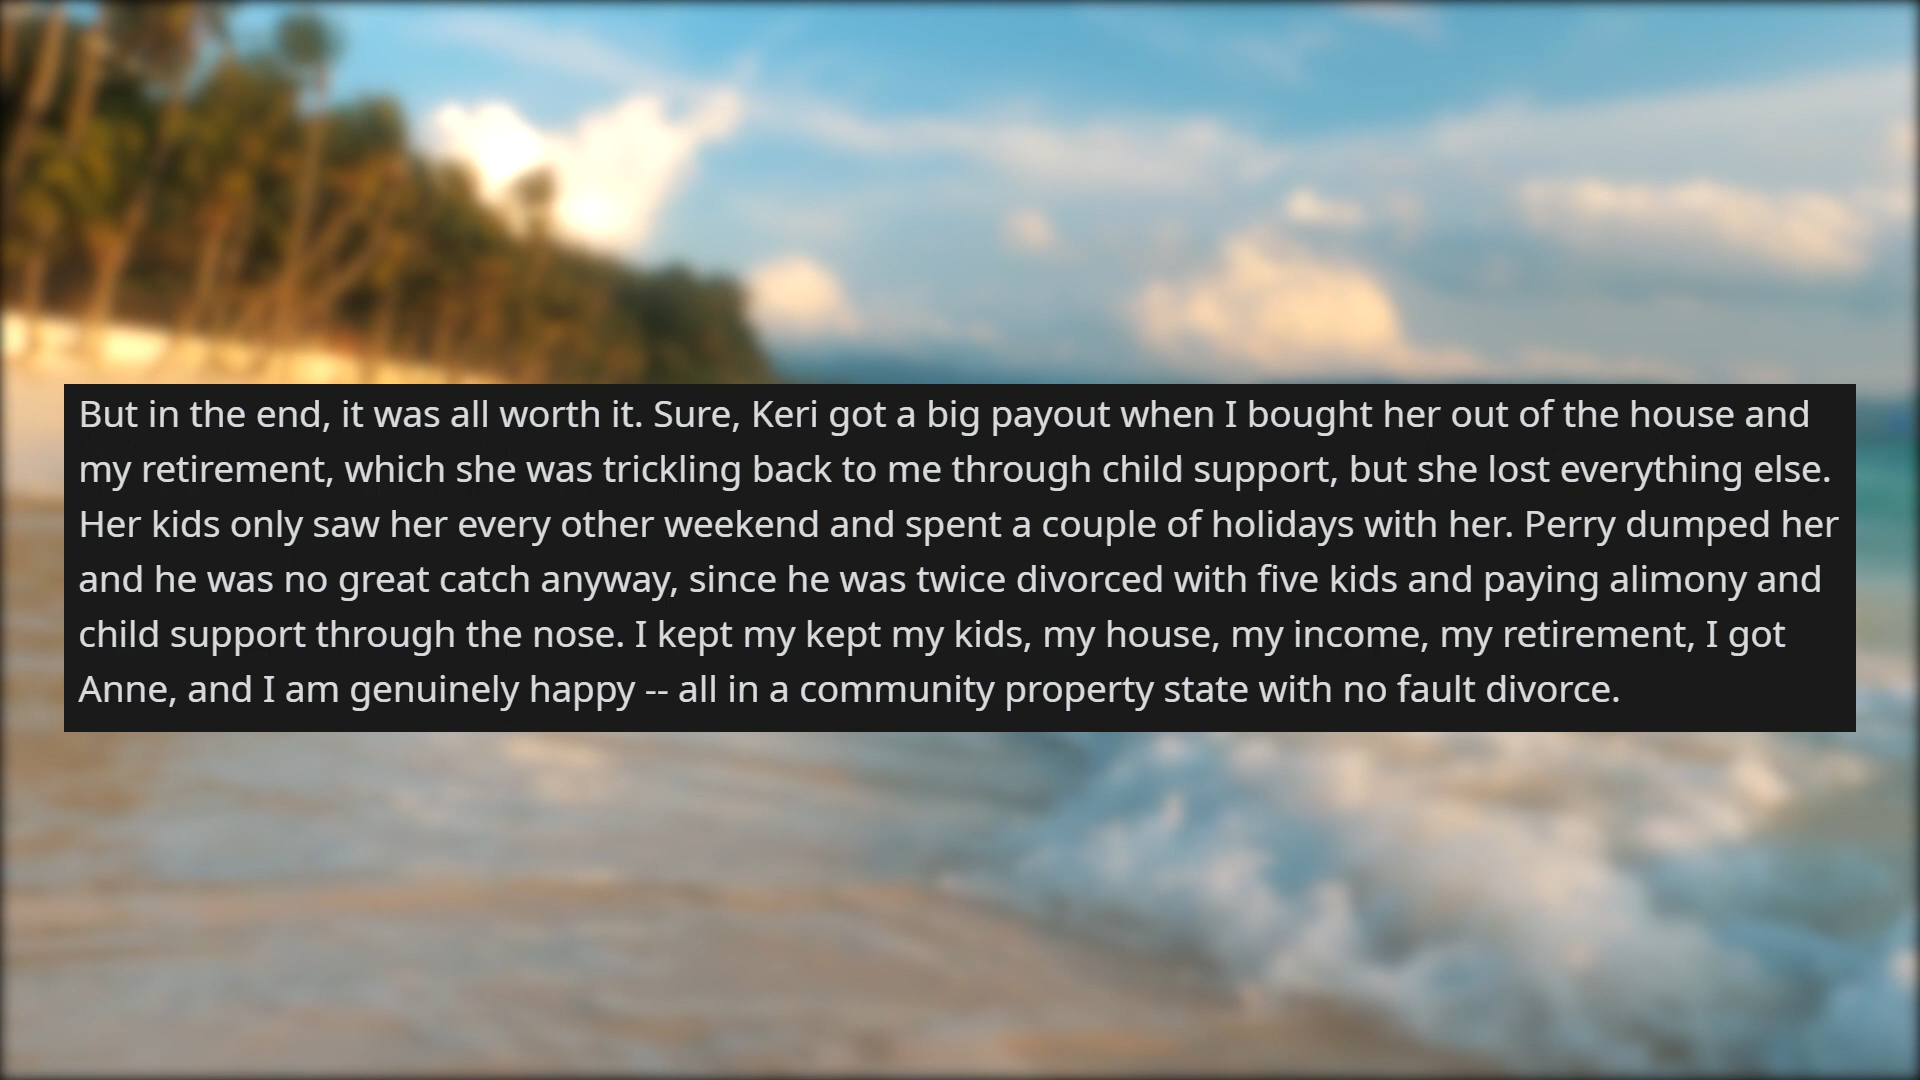 But in the end, it was all worth it. Sure, Keri got a big payout when I bought her out of the house and
my retirement, which she was trickling back to me through child support, but she lost everything else.
Her kids only saw her every other weekend and spent a couple of holidays with her. Perry dumped her
and he was no great catch anyway, since he was twice divorced with five kids and paying alimony and
child support through the nose. I kept my kept my kids, my house, my income, my retirement, I got
Anne, and I am genuinely happy -- all in a community property state with no fault divorce.